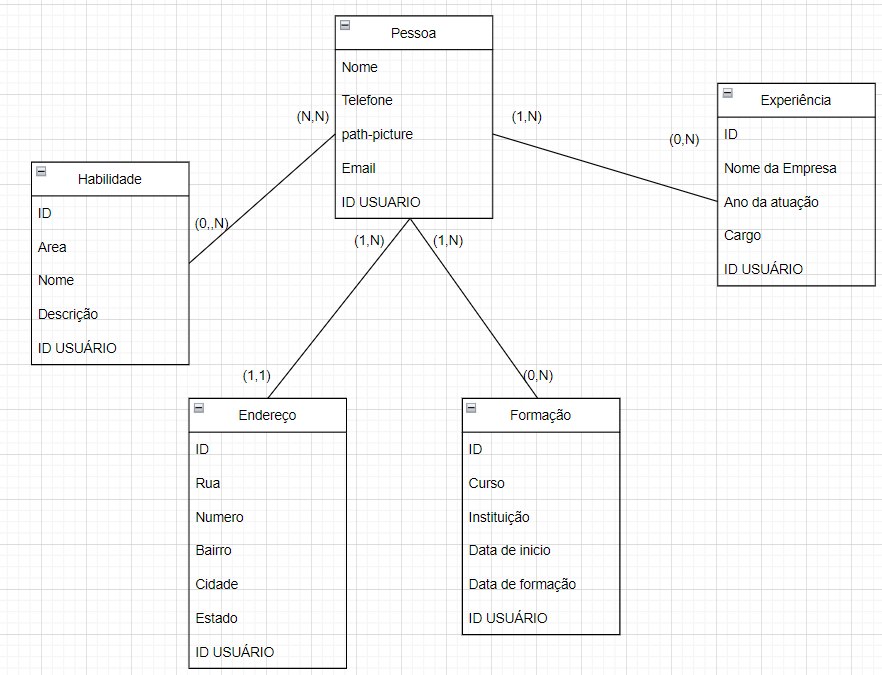 Pessoa
Nome
Telefone
path-picture
Email
ID USUARIO
(N,N)
(1,N)
(1,N)
(1,N)
Experiência
ID
Nome da Empresa
Ano da atuação
Cargo
ID USUÁRIO
(0,N)
Habilidade
ID
Area
Nome
Descrição
ID USUÁRIO
(0,,N)
(1,1)
Endereço
ID
Rua
Numero
Bairro
Cidade
Estado
ID USUÁRIO
(0,N)
Formação
ID
Curso
Instituição
Data de inicio
Data de formação
ID USUÁRIO